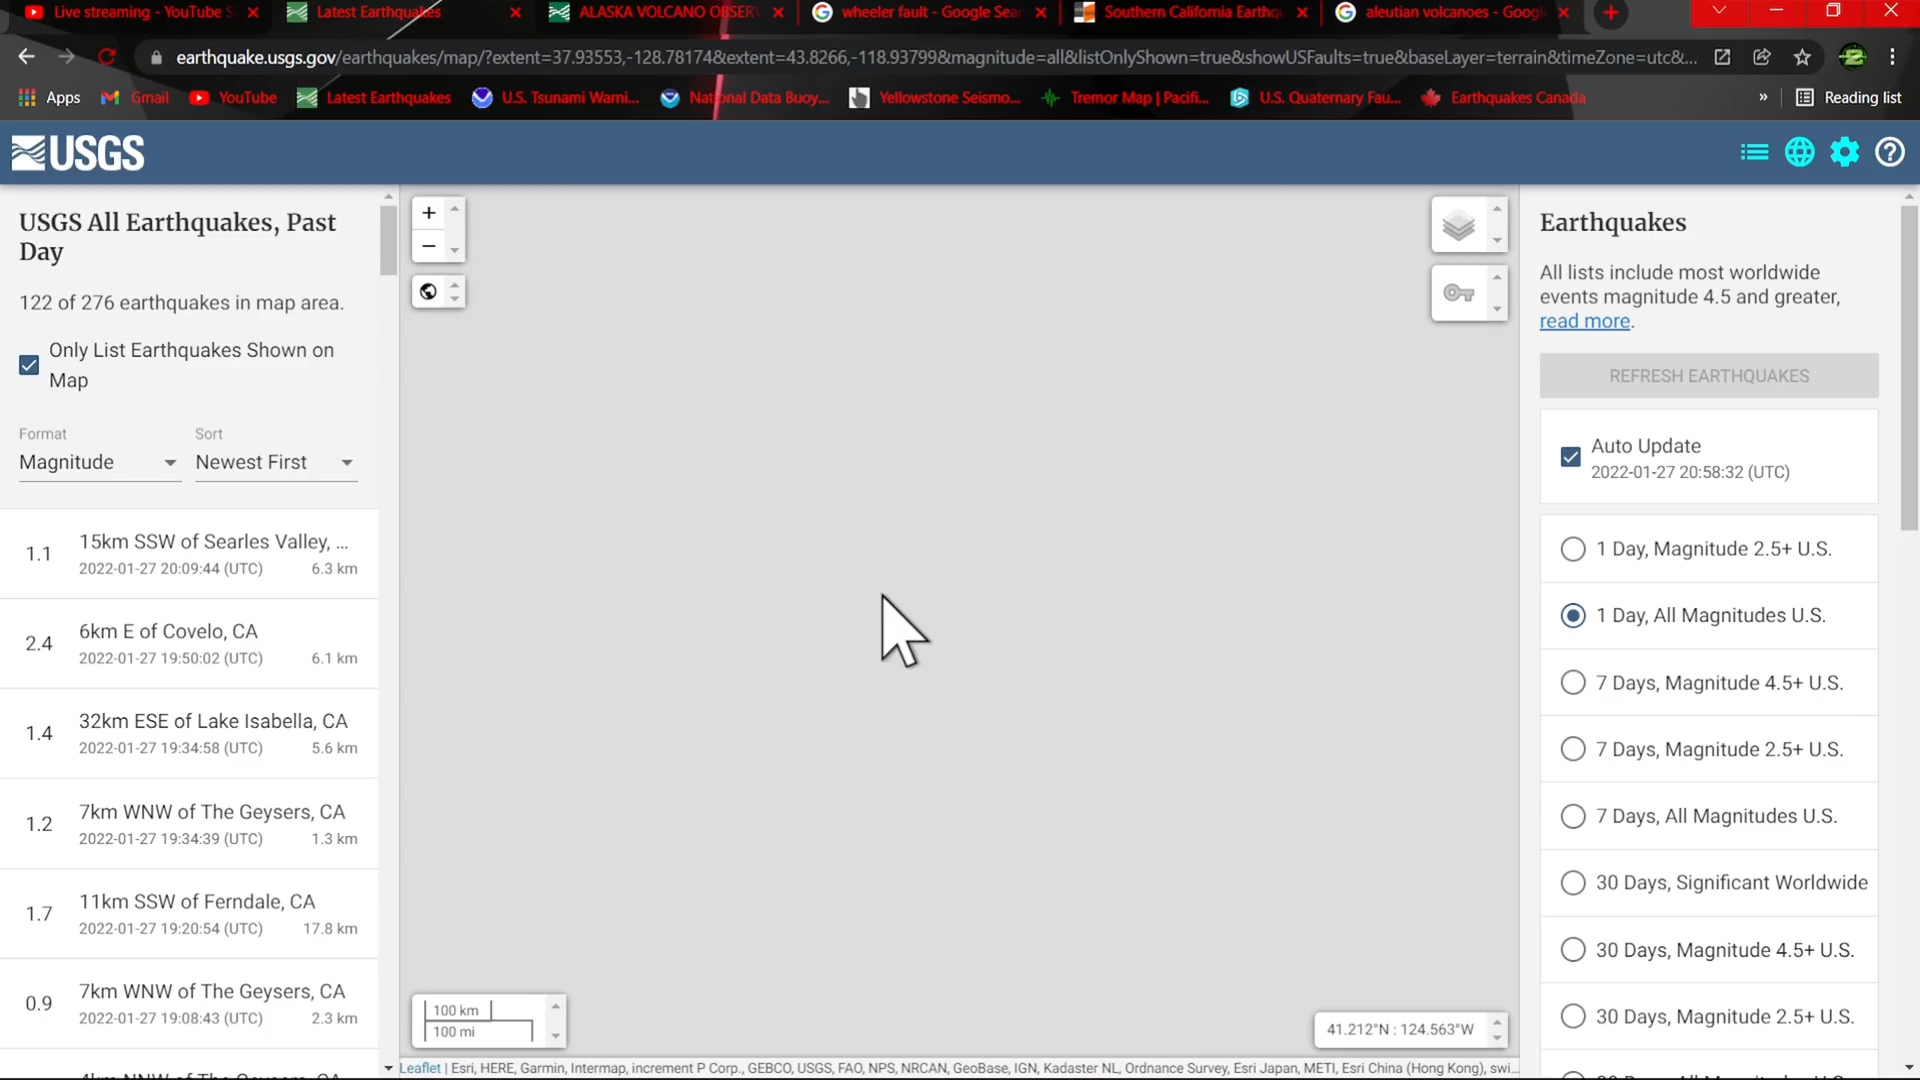 Live streaming - YouTube S
Latest Earthquakes
ALASKA VOLCANO OBSER
wheeler fault - Google Sea
Southern California Earthq
aleutian volcanoes - Googl
earthquake.usgs.gov/earthquakes/map/?extent=37.93553,-128.78174&extent=43.8266,-118.93799&magnitude=all&listOnlyShown=true&showUSFaults=true&baseLayer=terrain&timeZone=utc&...
Apps
Gmail
YouTube
Latest Earthquakes
U.S. Tsunami Warni...
National Data Buoy...
Yellowstone Seismo...
Tremor Map | Pacifi...
U.S. Quaternary Fau...
Earthquakes Canada
»
Reading list
USGS
USGS All Earthquakes, Past
Day
122 of 276 earthquakes in map area.
Only List Earthquakes Shown on
Map
Format
Sort
Magnitude
Newest First
1.1
15km SSW of Searles Valley, ...
2022-01-27 20:09:44 (UTC)
6.3 km
2.4
6km E of Covelo, CA
2022-01-27 19:50:02 (UTC)
6.1 km
1.4
32km ESE of Lake Isabella, CA
2022-01-27 19:34:58 (UTC)
5.6 km
1.2
7km WNW of The Geysers, CA
2022-01-27 19:34:39 (UTC)
1.3 km
1.7
11km SSW of Ferndale, CA
2022-01-27 19:20:54 (UTC)
17.8 km
0.9
7km WNW of The Geysers, CA
2022-01-27 19:08:43 (UTC)
2.3 km
+
−
100 km
100 mi
41.212°N : 124.563°W
Leaflet | Esri, HERE, Garmin, Intermap, increment P Corp., GEBCO, USGS, FAO, NPS, NRCAN, GeoBase, IGN, Kadaster NL, Ordnance Survey, Esri Japan, METI, Esri China (Hong Kong), swi...
Earthquakes
All lists include most worldwide
events magnitude 4.5 and greater,
read more.
REFRESH EARTHQUAKES
Auto Update
2022-01-27 20:58:32 (UTC)
1 Day, Magnitude 2.5+ U.S.
1 Day, All Magnitudes U.S.
7 Days, Magnitude 4.5+ U.S.
7 Days, Magnitude 2.5+ U.S.
7 Days, All Magnitudes U.S.
30 Days, Significant Worldwide
30 Days, Magnitude 4.5+ U.S.
30 Days, Magnitude 2.5+ U.S.